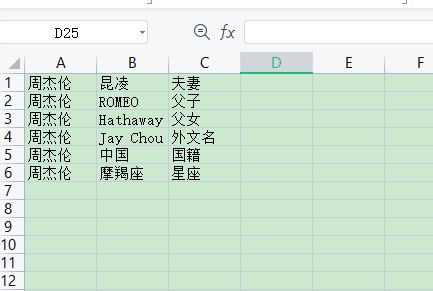 D25
fx
A B C D E F
1 周杰伦 昆凌 夫妻
2 周杰伦 ROMEO 父子
3 周杰伦 Hathaway 父女
4 周杰伦 Jay Chou 外文名
5 周杰伦 中国 国籍
6 周杰伦 摩羯座 星座
7
8
9
10
11
12